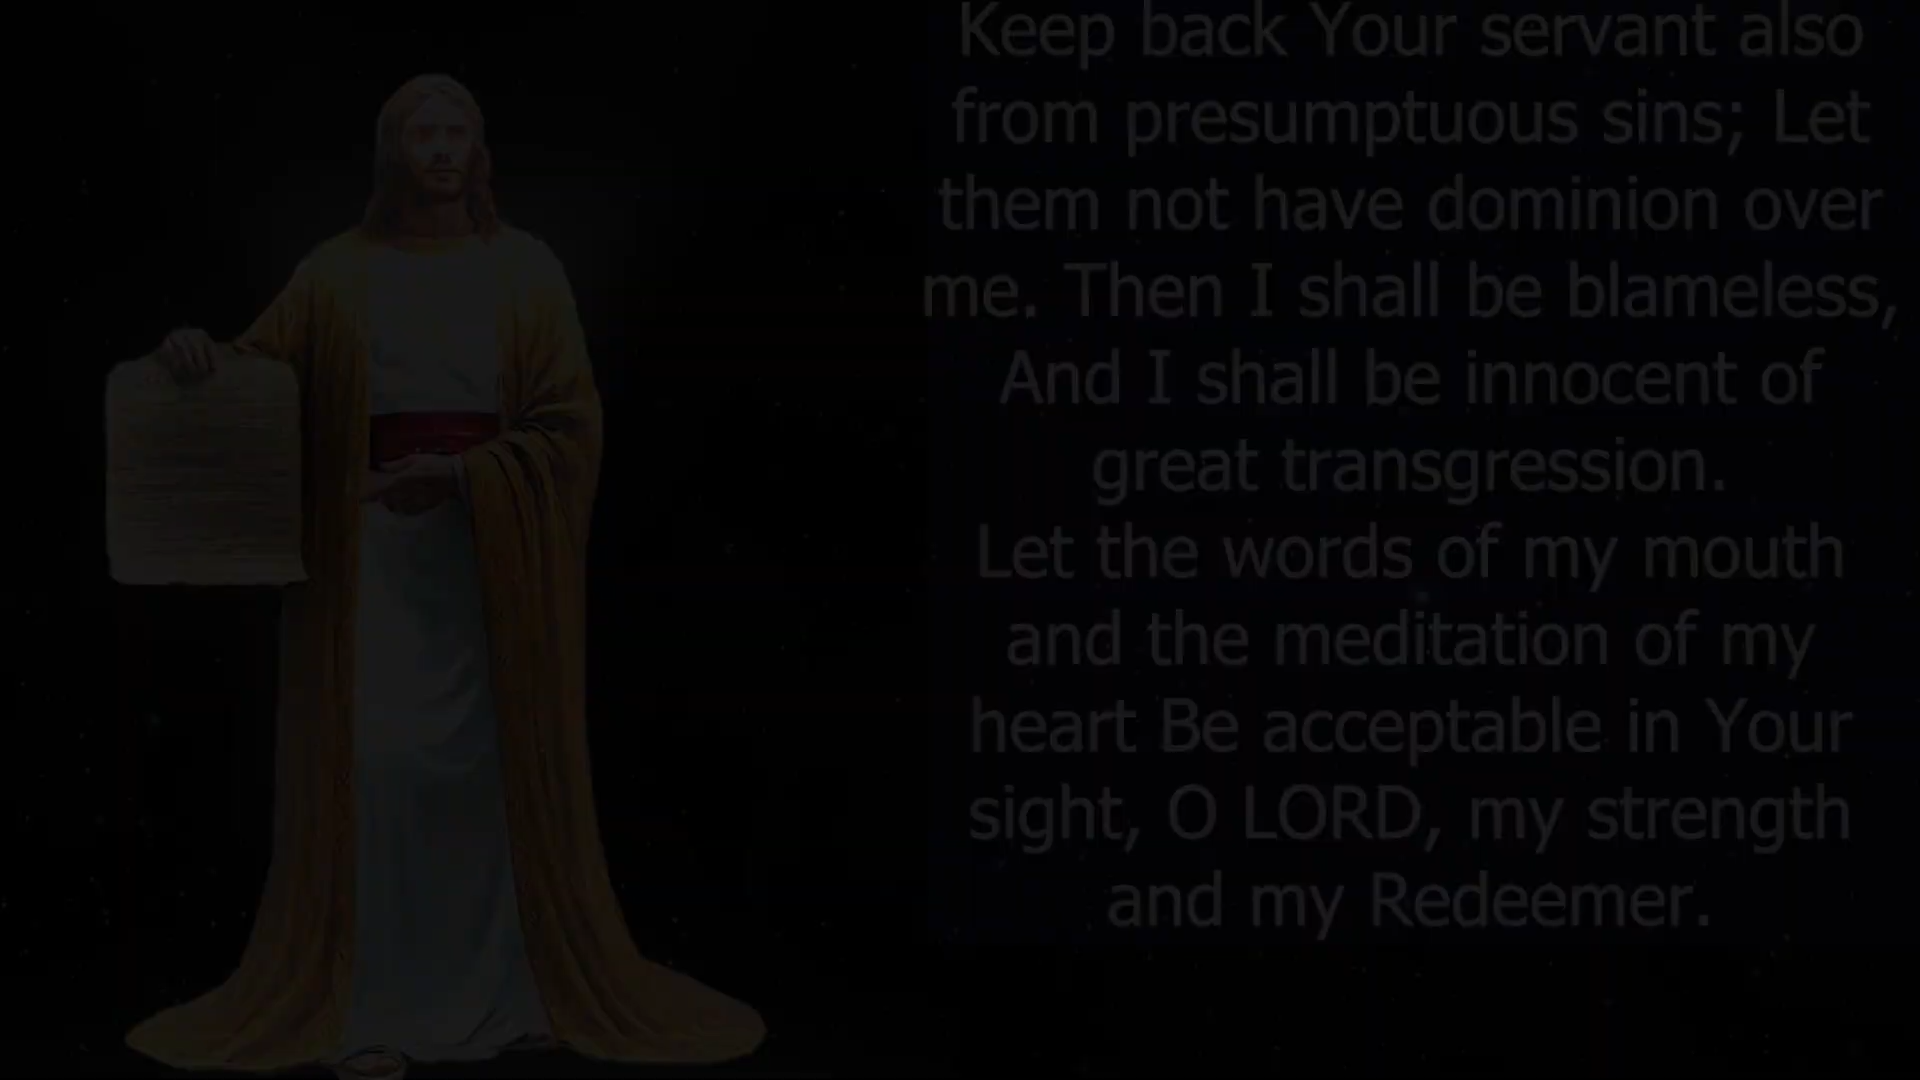 Keep back Your servant also
from presumptuous sins; Let
them not have dominion over
me. Then I shall be blameless,
And I shall be innocent of
great transgression.
Let the words of my mouth
and the meditation of my
heart Be acceptable in Your
sight, O LORD, my strength
and my Redeemer.